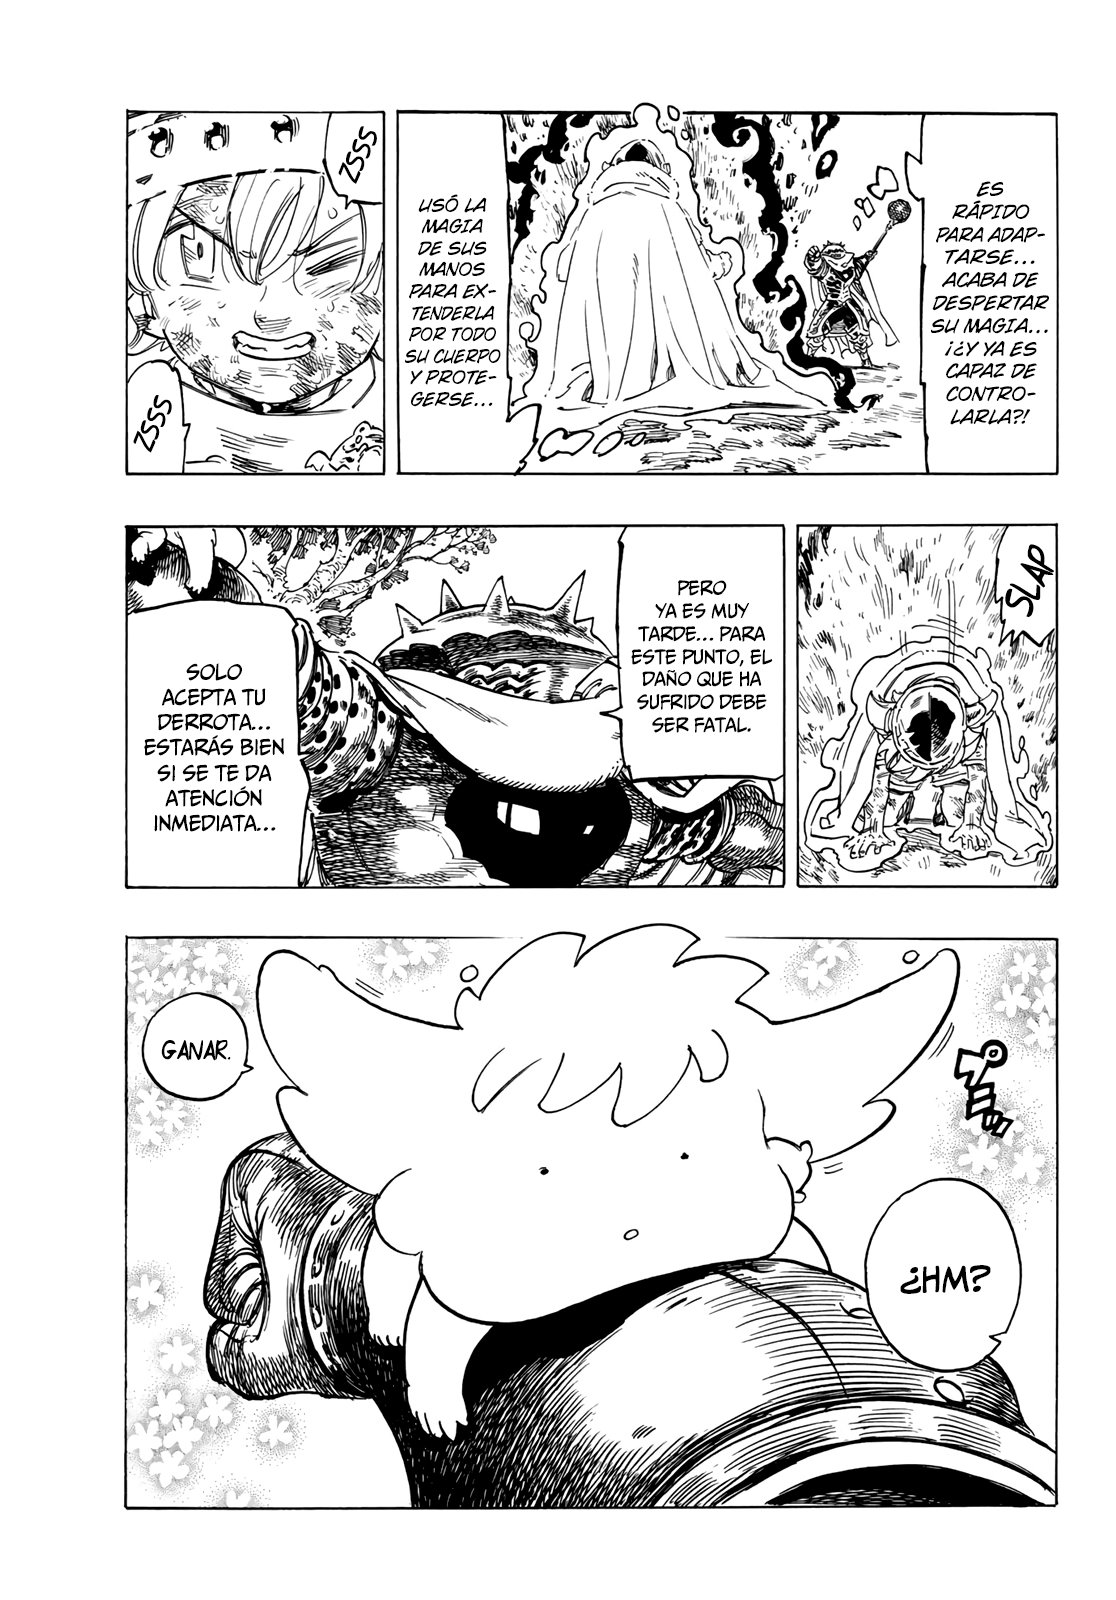 ES
RÁPIDO
PARA ADAP-
TARSE...
ACABA DE
DESPERTAR
SU MAGIA...
¡¿Y YA ES
CAPAZ DE
CONTRO-
LARLA?!
USÓ LA
MAGIA
DE SUS
MANOS
PARA EX-
TENDERLA
POR TODO
SU CUERPO
Y PROTE-
GERSE...
ZSSS
ZSSS
SLAP
PERO
YA ES MUY
TARDE... PARA
ESTE PUNTO, EL
DAÑO QUE HA
SUFRIDO DEBE
SER FATAL.
SOLO
ACEPTA TU
DERROTA...
ESTARÁS BIEN
SI SE TE DA
ATENCIÓN
INMEDIATA...
GANAR.
¿HM?